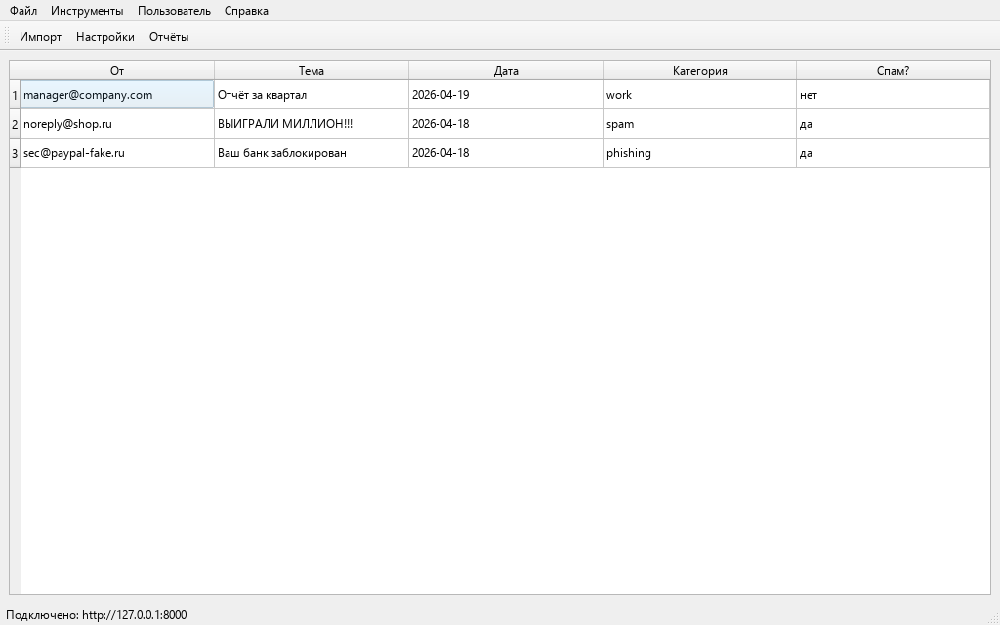 Файл Инструменты Пользователь Справка
Импорт Настройки Отчёты
От Тема Дата Категория Спам?
1 manager@company.com Отчёт за квартал 2026-04-19 work нет
2 noreply@shop.ru ВЫИГРАЛИ МИЛЛИОН!!! 2026-04-18 spam да
3 sec@paypal-fake.ru Ваш банк заблокирован 2026-04-18 phishing да
Подключено: http://127.0.0.1:8000